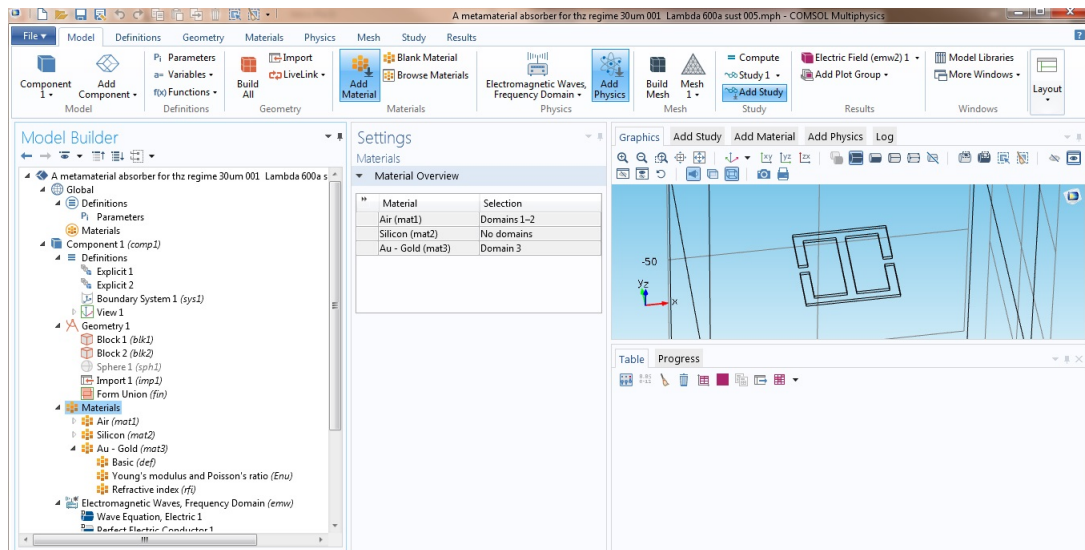 A metamaterial absorber for thz regime 30um 001 Lambda 600a sust 005.mph - COMSOL Multiphysics
File Model Definitions Geometry Materials Physics Mesh Study Results
Component 1
Add Component
Model
Pi Parameters
a= Variables
f(x) Functions
Definitions
Build All
Import
LiveLink
Geometry
Add Material
Blank Material
Browse Materials
Materials
Electromagnetic Waves, Frequency Domain
Add Physics
Physics
Build Mesh
Mesh 1
Mesh
= Compute
Study 1
Add Study
Study
Electric Field (emw2) 1
Add Plot Group
Results
Model Libraries
More Windows
Windows
Layout
Model Builder
A metamaterial absorber for thz regime 30um 001 Lambda 600a s
Global
Definitions
Pi Parameters
Materials
Component 1 (comp1)
Definitions
Explicit 1
Explicit 2
Boundary System 1 (sys1)
View 1
Geometry 1
Block 1 (blk1)
Block 2 (blk2)
Sphere 1 (sph1)
Import 1 (imp1)
Form Union (fin)
Materials
Air (mat1)
Silicon (mat2)
Au - Gold (mat3)
Basic (def)
Young's modulus and Poisson's ratio (Enu)
Refractive index (rfi)
Electromagnetic Waves, Frequency Domain (emw)
Wave Equation, Electric 1
Perfect Electric Conductor 1
Settings
Materials
Material Overview
Material Selection
Air (mat1) Domains 1–2
Silicon (mat2) No domains
Au - Gold (mat3) Domain 3
Graphics Add Study Add Material Add Physics Log
xy yz zx
-50
y z
x
Table Progress